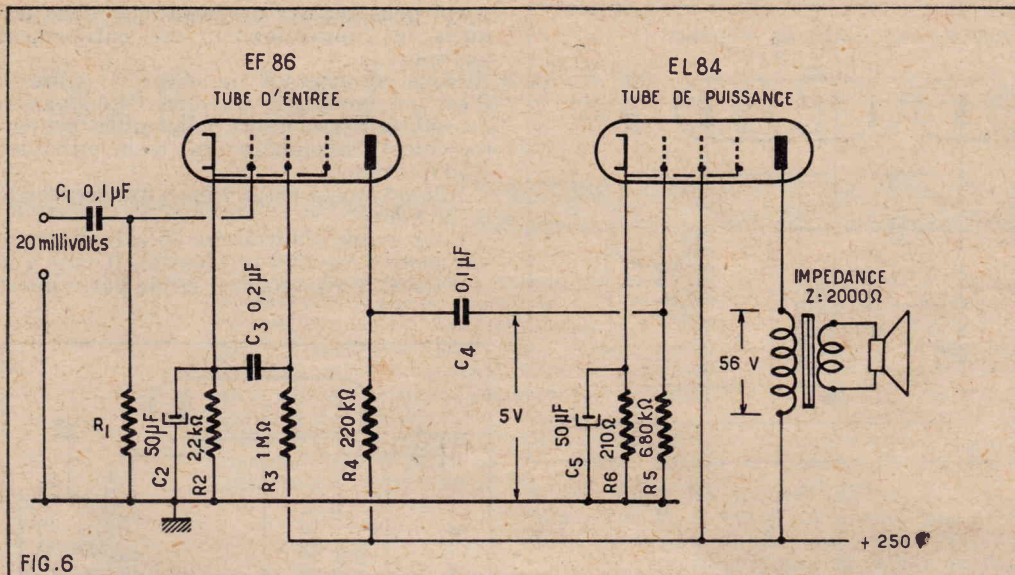 EF 86
TUBE D'ENTREE
EL84
TUBE DE PUISSANCE
C1 0,1µF
20 millivolts
R1
C2
50µF
2,2kΩ
R2
C3 0,2µF
1MΩ
R3
220kΩ
R4
0,1µF
C4
5V
C5
50µF
210Ω
R6
680kΩ
R5
IMPEDANCE
Z: 2000Ω
56 V
+ 250
FIG.6